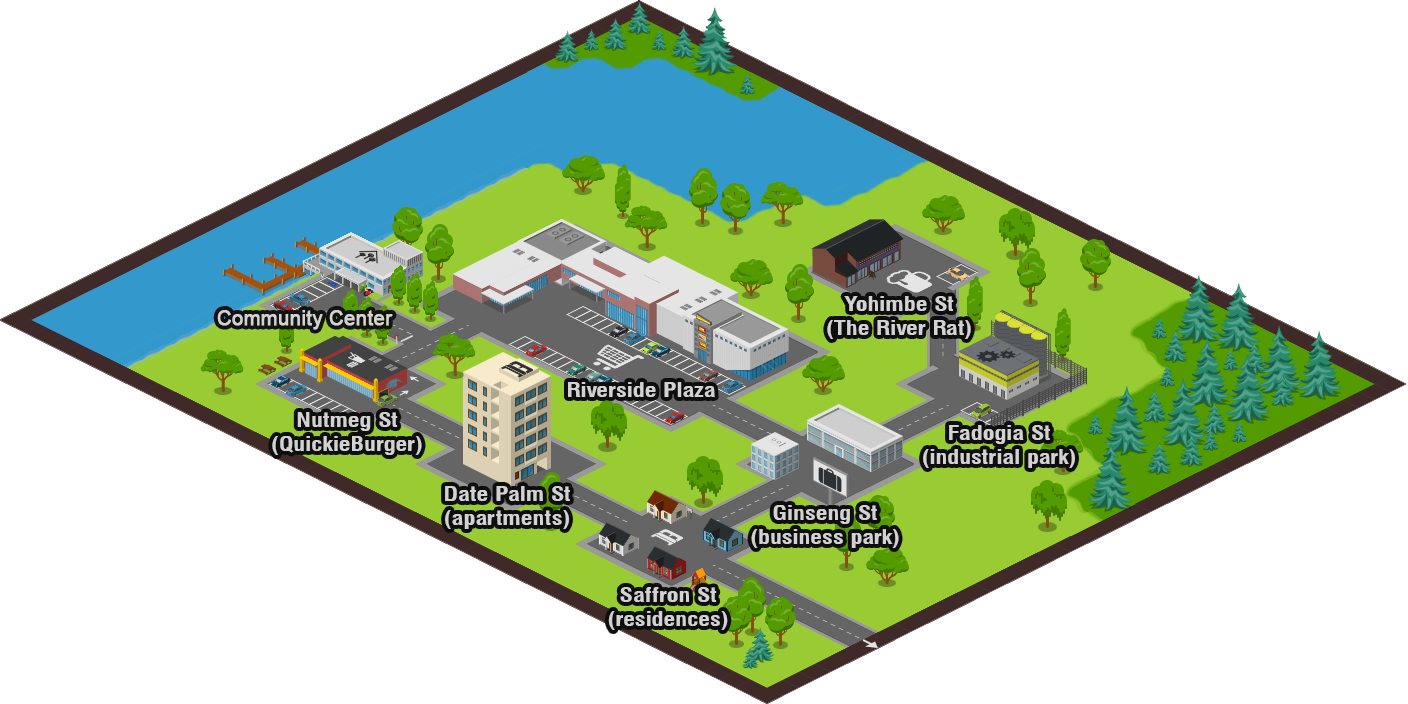 Community Center
Yohimbe St
(The River Rat)
Riverside Plaza
Nutmeg St
(QuickieBurger)
Fadogia St
(industrial park)
Date Palm St
(apartments)
Ginseng St
(business park)
Saffron St
(residences)